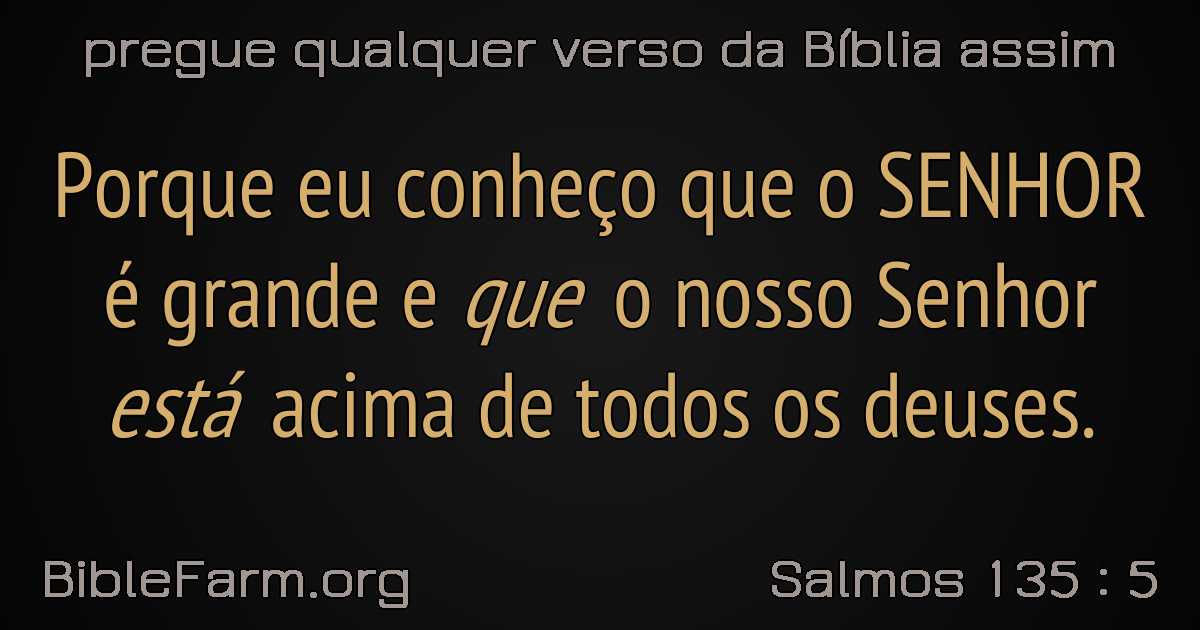 pregue qualquer verso da Bíblia assim
Porque eu conheço que o SENHOR
é grande e que o nosso Senhor
está acima de todos os deuses.
BibleFarm.org
Salmos 135 : 5